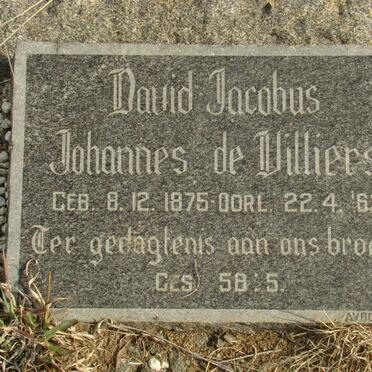 David Jacobus
Johannes de Villiers
GEB. 8.12.1875-OORL. 22.4.'6
Ter gedagtenis aan ons
GES. 58:5.